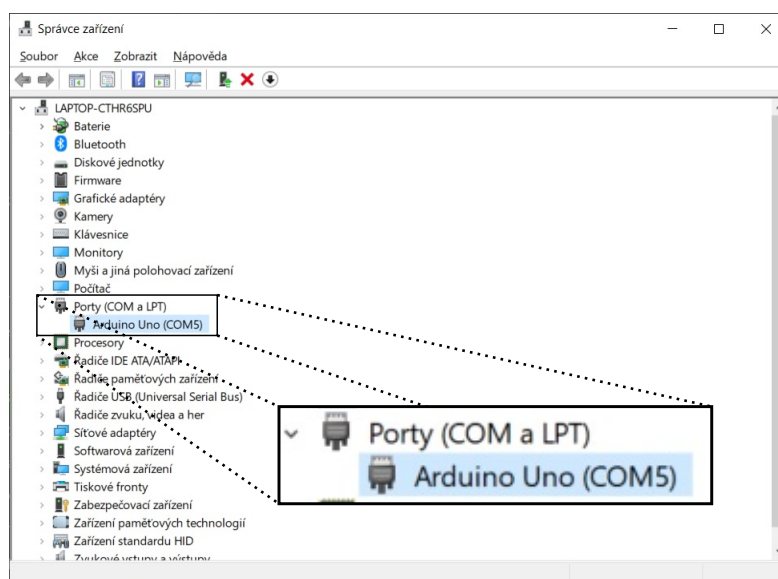 Správce zařízení
Soubor Akce Zobrazit Nápověda
LAPTOP-CTHR6SPU
Baterie
Bluetooth
Diskové jednotky
Firmware
Grafické adaptéry
Kamery
Klávesnice
Monitory
Myši a jiná polohovací zařízení
Počítač
Porty (COM a LPT)
Arduino Uno (COM5)
Procesory
Řadiče IDE ATA/ATAPI
Řadiče paměťových zařízení
Řadiče USB (Universal Serial Bus)
Řadiče zvuku, videa a her
Síťové adaptéry
Softwarová zařízení
Systémová zařízení
Tiskové fronty
Zabezpečovací zařízení
Zařízení paměťových technologií
Zařízení standardu HID
Zvukové vstupy a výstupy
Porty (COM a LPT)
Arduino Uno (COM5)